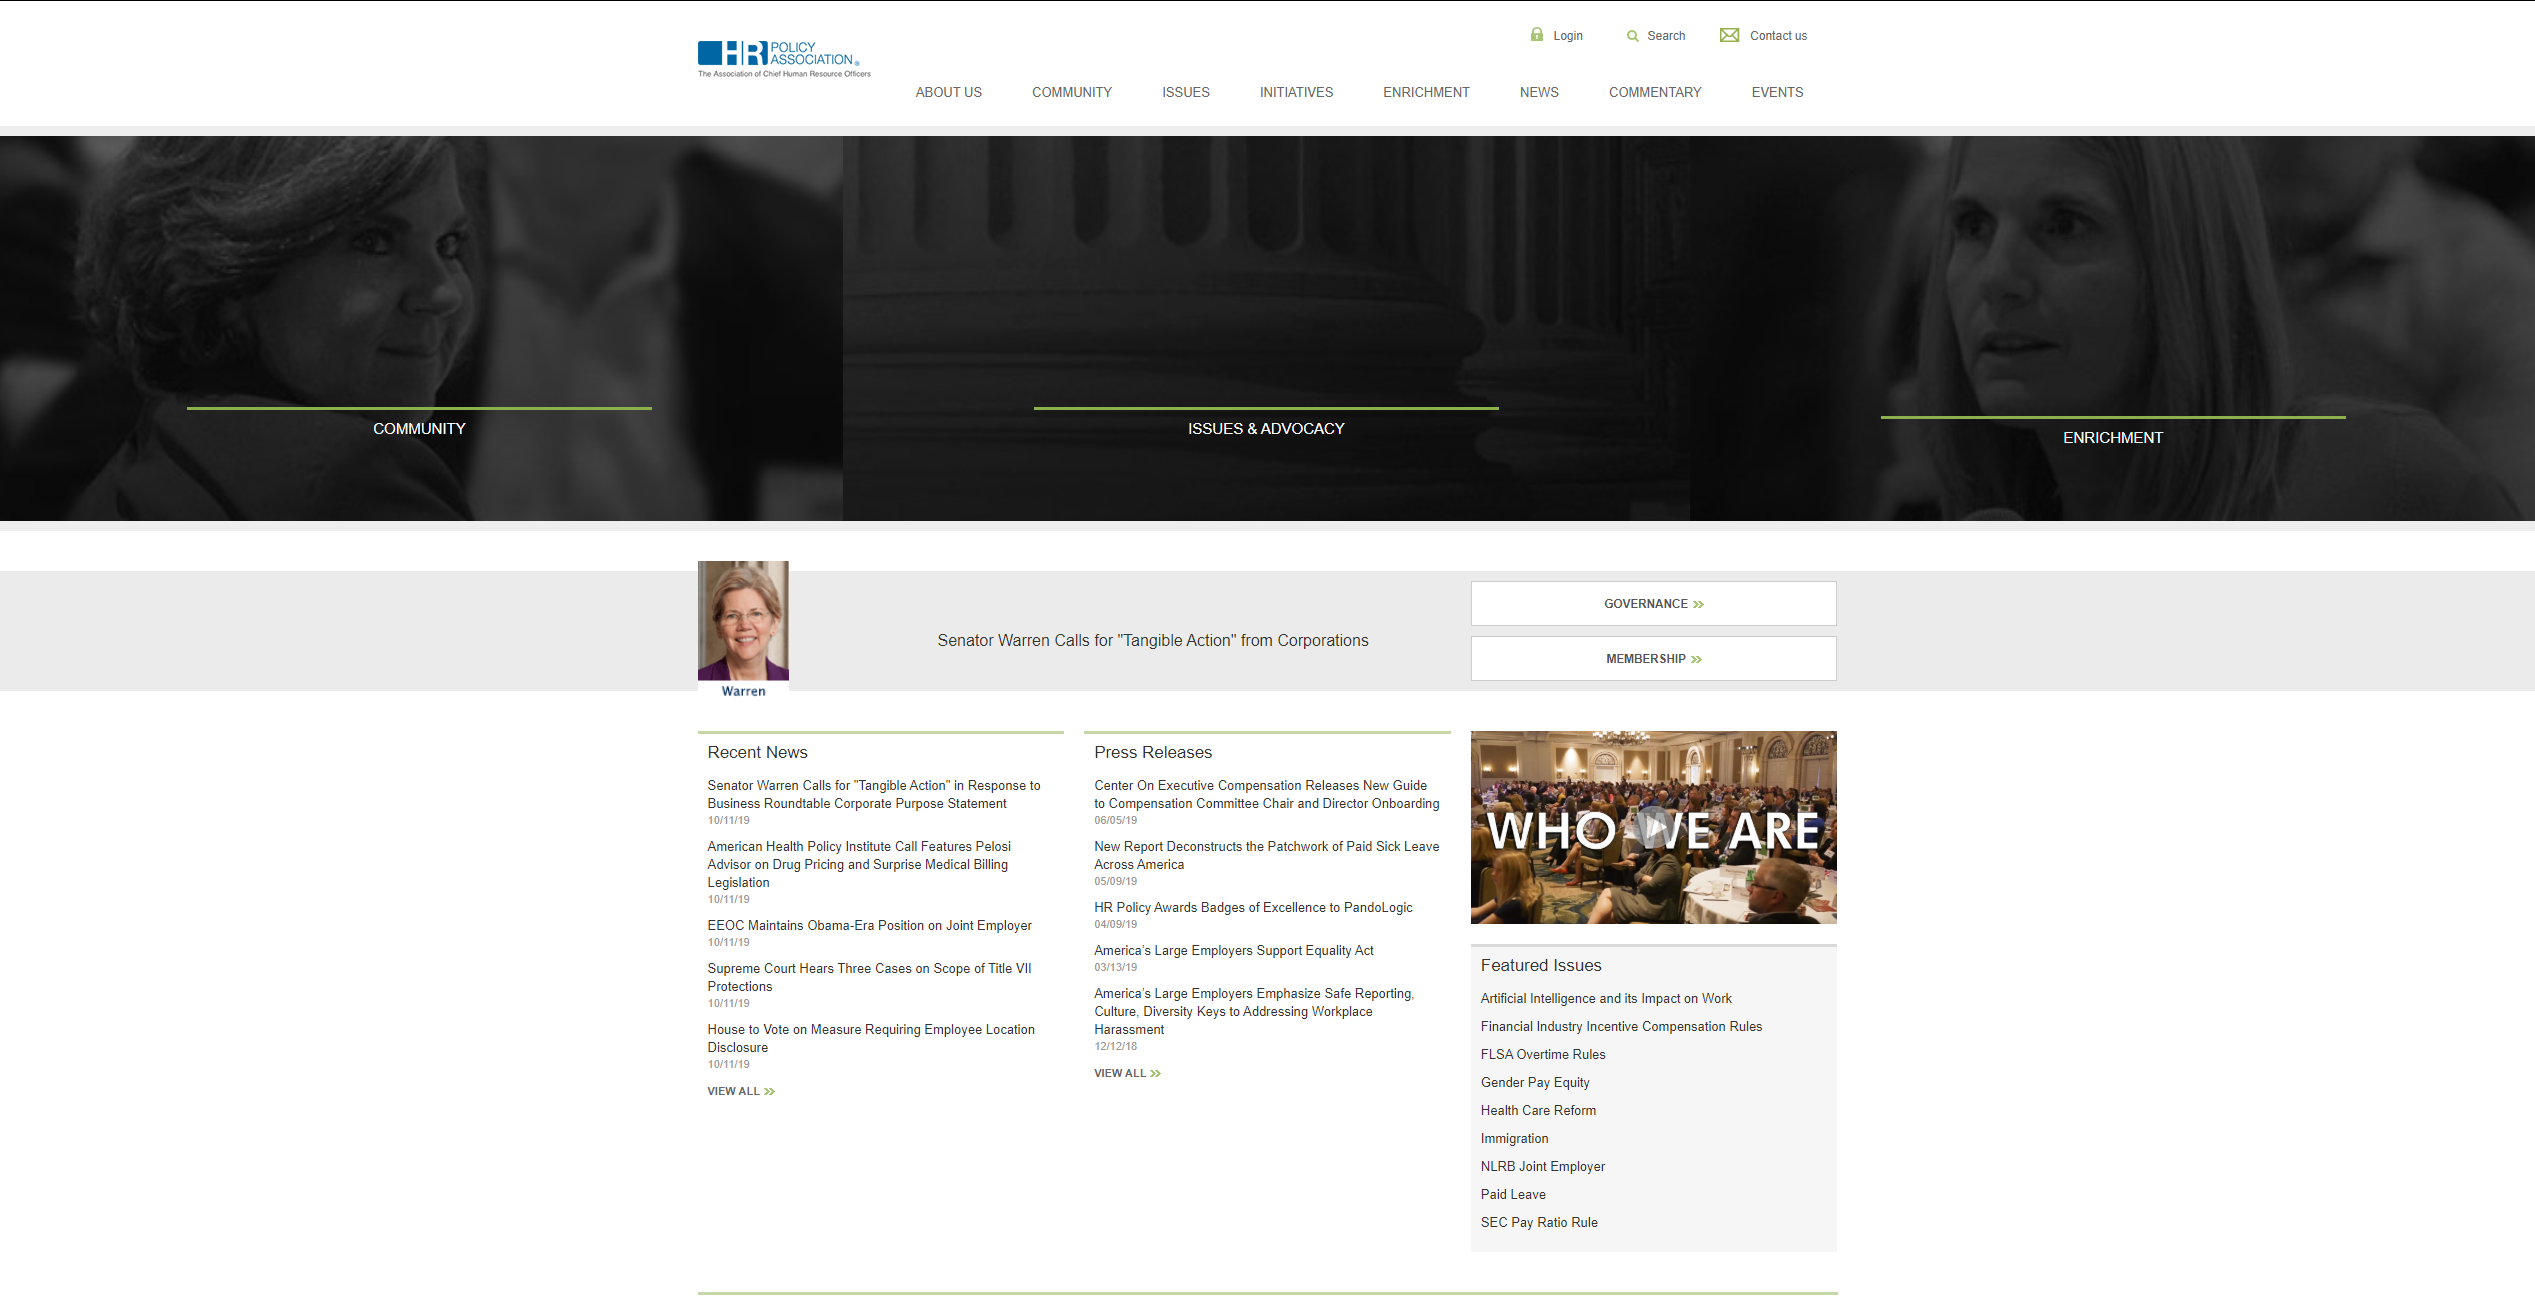 HR POLICY ASSOCIATION®
The Association of Chief Human Resource Officers
Login
Search
Contact us
ABOUT US
COMMUNITY
ISSUES
INITIATIVES
ENRICHMENT
NEWS
COMMENTARY
EVENTS
COMMUNITY
ISSUES & ADVOCACY
ENRICHMENT
Warren
Senator Warren Calls for "Tangible Action" from Corporations
GOVERNANCE »
MEMBERSHIP »
Recent News
Senator Warren Calls for "Tangible Action" in Response to
Business Roundtable Corporate Purpose Statement
10/11/19
American Health Policy Institute Call Features Pelosi
Advisor on Drug Pricing and Surprise Medical Billing
Legislation
10/11/19
EEOC Maintains Obama-Era Position on Joint Employer
10/11/19
Supreme Court Hears Three Cases on Scope of Title VII
Protections
10/11/19
House to Vote on Measure Requiring Employee Location
Disclosure
10/11/19
VIEW ALL »
Press Releases
Center On Executive Compensation Releases New Guide
to Compensation Committee Chair and Director Onboarding
06/05/19
New Report Deconstructs the Patchwork of Paid Sick Leave
Across America
05/09/19
HR Policy Awards Badges of Excellence to PandoLogic
04/09/19
America's Large Employers Support Equality Act
03/13/19
America's Large Employers Emphasize Safe Reporting,
Culture, Diversity Keys to Addressing Workplace
Harassment
12/12/18
VIEW ALL »
WHO WE ARE
Featured Issues
Artificial Intelligence and its Impact on Work
Financial Industry Incentive Compensation Rules
FLSA Overtime Rules
Gender Pay Equity
Health Care Reform
Immigration
NLRB Joint Employer
Paid Leave
SEC Pay Ratio Rule